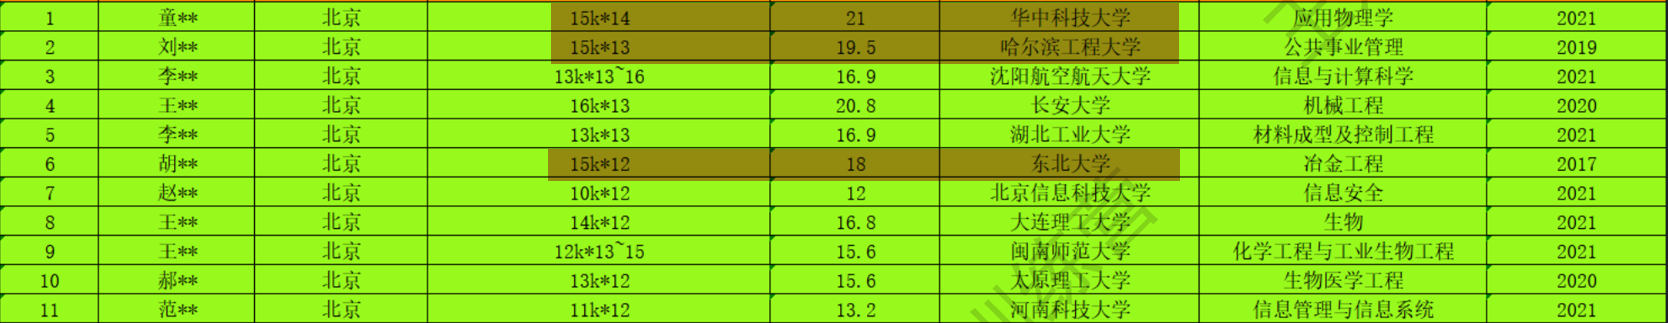 1 童** 北京 15k*14 21 华中科技大学 应用物理学 2021
2 刘** 北京 15k*13 19.5 哈尔滨工程大学 公共事业管理 2019
3 李** 北京 13k*13~16 16.9 沈阳航空航天大学 信息与计算科学 2021
4 王** 北京 16k*13 20.8 长安大学 机械工程 2020
5 李** 北京 13k*13 16.9 湖北工业大学 材料成型及控制工程 2021
6 胡** 北京 15k*12 18 东北大学 冶金工程 2017
7 赵** 北京 10k*12 12 北京信息科技大学 信息安全 2021
8 王** 北京 14k*12 16.8 大连理工大学 生物 2021
9 王** 北京 12k*13~15 15.6 闽南师范大学 化学工程与工业生物工程 2021
10 郝** 北京 13k*12 15.6 太原理工大学 生物医学工程 2020
11 范** 北京 11k*12 13.2 河南科技大学 信息管理与信息系统 2021
训练营